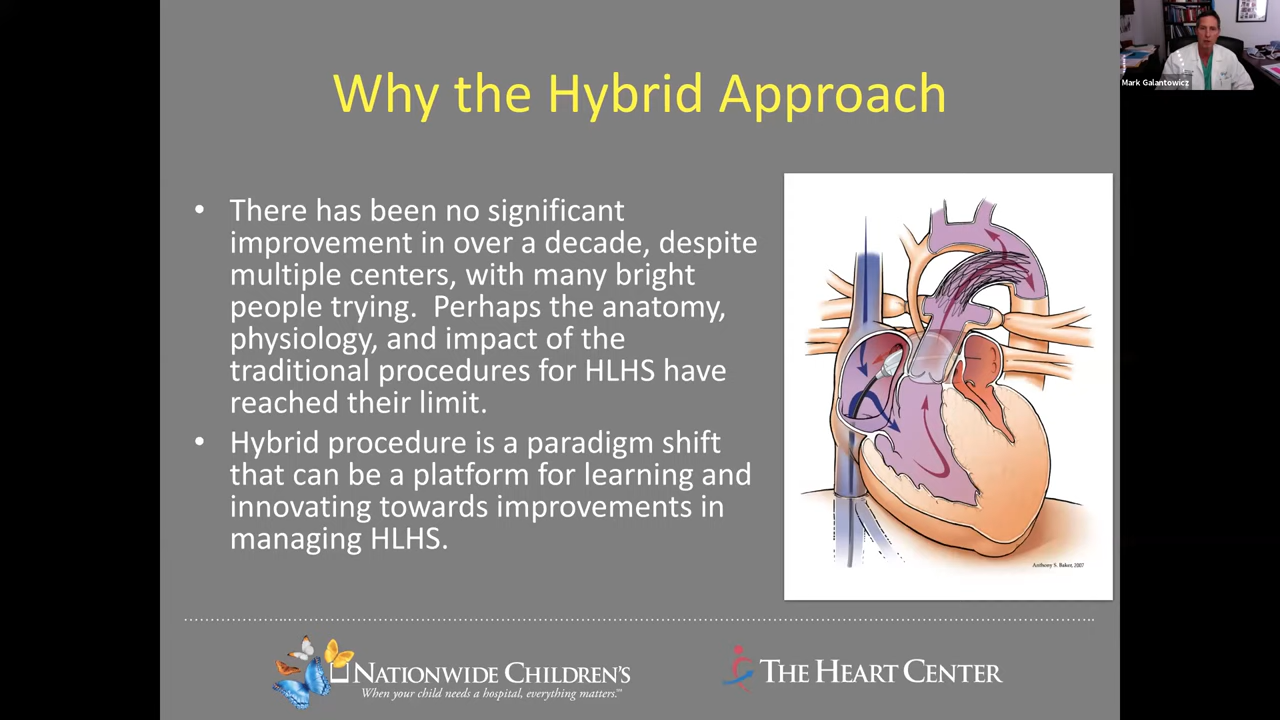 Why the Hybrid Approach
Mark Galantowicz
• There has been no significant
improvement in over a decade, despite
multiple centers, with many bright
people trying.  Perhaps the anatomy,
physiology, and impact of the
traditional procedures for HLHS have
reached their limit.
• Hybrid procedure is a paradigm shift
that can be a platform for learning and
innovating towards improvements in
managing HLHS.
Anthony S. Baker, 2007
NATIONWIDE CHILDREN'S
When your child needs a hospital, everything matters.™
THE HEART CENTER